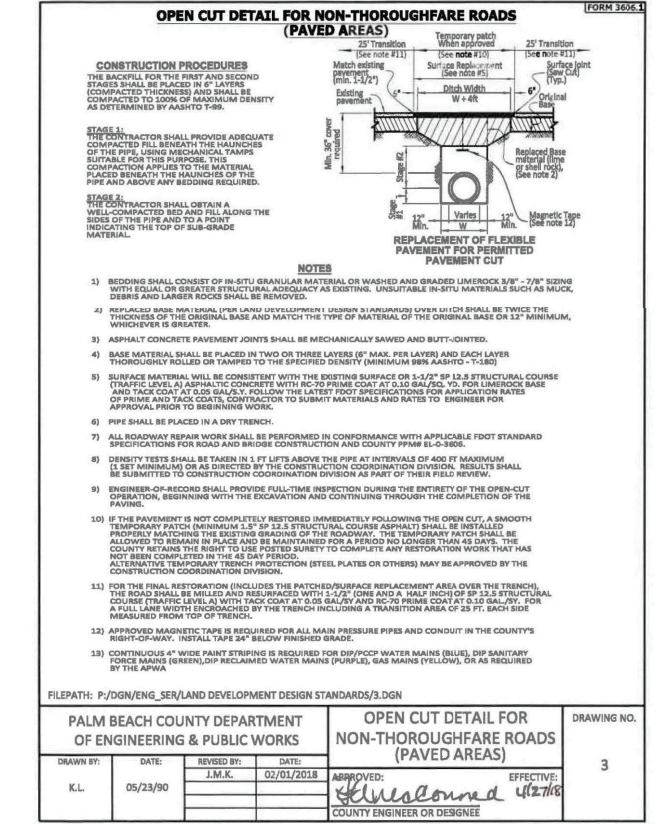 FORM 3606.1
OPEN CUT DETAIL FOR NON-THOROUGHFARE ROADS
(PAVED AREAS)
CONSTRUCTION PROCEDURES
THE BACKFILL FOR THE FIRST AND SECOND
STAGES SHALL BE PLACED IN 6" LAYERS
(COMPACTED THICKNESS) AND SHALL BE
COMPACTED TO 100% OF MAXIMUM DENSITY
AS DETERMINED BY AASHTO T-99.
STAGE 1:
THE CONTRACTOR SHALL PROVIDE ADEQUATE
COMPACTED FILL BENEATH THE HAUNCHES
OF THE PIPE, USING MECHANICAL TAMPS
SUITABLE FOR THIS PURPOSE. THIS
COMPACTION APPLIES TO THE MATERIAL
PLACED BENEATH THE HAUNCHES OF THE
PIPE AND ABOVE ANY BEDDING REQUIRED.
STAGE 2:
THE CONTRACTOR SHALL OBTAIN A
WELL-COMPACTED BED AND FILL ALONG THE
SIDES OF THE PIPE AND TO A POINT
INDICATING THE TOP OF SUB-GRADE
MATERIAL.
25' Transition
(See note #11)
Temporary patch
When approved
(See note #10)
25' Transition
(See note #11)
Match existing
pavement
(min. 1-1/2")
Surface Replacement
(See note #5)
Surface Joint
(Saw Cut)
(Typ.)
Existing
pavement
6"
Ditch Width
W + 4ft
6"
Original
Base
Min. 36" cover
required
Stage #2
Stage
#1
Replaced Base
material (lime
or shell rock),
(See note 2)
12"
Min.
Varies
W
12"
Min.
Magnetic Tape
(See note 12)
REPLACEMENT OF FLEXIBLE
PAVEMENT FOR PERMITTED
PAVEMENT CUT
NOTES
1) BEDDING SHALL CONSIST OF IN-SITU GRANULAR MATERIAL OR WASHED AND GRADED LIMEROCK 3/8" - 7/8" SIZING
WITH EQUAL OR GREATER STRUCTURAL ADEQUACY AS EXISTING. UNSUITABLE IN-SITU MATERIALS SUCH AS MUCK,
DEBRIS AND LARGER ROCKS SHALL BE REMOVED.
2) REPLACED BASE MATERIAL (PER LAND DEVELOPMENT DESIGN STANDARDS) OVER DITCH SHALL BE TWICE THE
THICKNESS OF THE ORIGINAL BASE AND MATCH THE TYPE OF MATERIAL OF THE ORIGINAL BASE OR 12" MINIMUM,
WHICHEVER IS GREATER.
3) ASPHALT CONCRETE PAVEMENT JOINTS SHALL BE MECHANICALLY SAWED AND BUTT-JOINTED.
4) BASE MATERIAL SHALL BE PLACED IN TWO OR THREE LAYERS (6" MAX. PER LAYER) AND EACH LAYER
THOROUGHLY ROLLED OR TAMPED TO THE SPECIFIED DENSITY (MINIMUM 98% AASHTO - T-180)
5) SURFACE MATERIAL WILL BE CONSISTENT WITH THE EXISTING SURFACE OR 1-1/2" SP 12.5 STRUCTURAL COURSE
(TRAFFIC LEVEL A) ASPHALTIC CONCRETE WITH RC-70 PRIME COAT AT 0.10 GAL/SQ. YD. FOR LIMEROCK BASE
AND TACK COAT AT 0.05 GAL/S.Y. FOLLOW THE LATEST FDOT SPECIFICATIONS FOR APPLICATION RATES
OF PRIME AND TACK COATS, CONTRACTOR TO SUBMIT MATERIALS AND RATES TO ENGINEER FOR
APPROVAL PRIOR TO BEGINNING WORK.
6) PIPE SHALL BE PLACED IN A DRY TRENCH.
7) ALL ROADWAY REPAIR WORK SHALL BE PERFORMED IN CONFORMANCE WITH APPLICABLE FDOT STANDARD
SPECIFICATIONS FOR ROAD AND BRIDGE CONSTRUCTION AND COUNTY PPM# EL-O-3606.
8) DENSITY TESTS SHALL BE TAKEN IN 1 FT LIFTS ABOVE THE PIPE AT INTERVALS OF 400 FT MAXIMUM
(1 SET MINIMUM) OR AS DIRECTED BY THE CONSTRUCTION COORDINATION DIVISION. RESULTS SHALL
BE SUBMITTED TO CONSTRUCTION COORDINATION DIVISION AS PART OF THEIR FIELD REVIEW.
9) ENGINEER-OF-RECORD SHALL PROVIDE FULL-TIME INSPECTION DURING THE ENTIRETY OF THE OPEN-CUT
OPERATION, BEGINNING WITH THE EXCAVATION AND CONTINUING THROUGH THE COMPLETION OF THE
PAVING.
10) IF THE PAVEMENT IS NOT COMPLETELY RESTORED IMMEDIATELY FOLLOWING THE OPEN CUT, A SMOOTH
TEMPORARY PATCH (MINIMUM 1.5" SP 12.5 STRUCTURAL COURSE ASPHALT) SHALL BE INSTALLED
PROPERLY MATCHING THE EXISTING GRADING OF THE ROADWAY. THE TEMPORARY PATCH SHALL BE
ALLOWED TO REMAIN IN PLACE AND BE MAINTAINED FOR A PERIOD NO LONGER THAN 45 DAYS. THE
COUNTY RETAINS THE RIGHT TO USE POSTED SURETY TO COMPLETE ANY RESTORATION WORK THAT HAS
NOT BEEN COMPLETED IN THE 45 DAY PERIOD.
ALTERNATIVE TEMPORARY TRENCH PROTECTION (STEEL PLATES OR OTHERS) MAY BE APPROVED BY THE
CONSTRUCTION COORDINATION DIVISION.
11) FOR THE FINAL RESTORATION (INCLUDES THE PATCHED/SURFACE REPLACEMENT AREA OVER THE TRENCH),
THE ROAD SHALL BE MILLED AND RESURFACED WITH 1-1/2" (ONE AND A HALF INCH) OF SP 12.5 STRUCTURAL
COURSE (TRAFFIC LEVEL A) WITH TACK COAT AT 0.05 GAL/SY AND RC-70 PRIME COAT AT 0.10 GAL./SY. FOR
A FULL LANE WIDTH ENCROACHED BY THE TRENCH INCLUDING A TRANSITION AREA OF 25 FT. EACH SIDE
MEASURED FROM TOP OF TRENCH.
12) APPROVED MAGNETIC TAPE IS REQUIRED FOR ALL MAIN PRESSURE PIPES AND CONDUIT IN THE COUNTY'S
RIGHT-OF-WAY. INSTALL TAPE 24" BELOW FINISHED GRADE.
13) CONTINUOUS 4" WIDE PAINT STRIPING IS REQUIRED FOR DIP/PCCP WATER MAINS (BLUE), DIP SANITARY
FORCE MAINS (GREEN),DIP RECLAIMED WATER MAINS (PURPLE), GAS MAINS (YELLOW), OR AS REQUIRED
BY THE APWA
FILEPATH: P:/DGN/ENG_SER/LAND DEVELOPMENT DESIGN STANDARDS/3.DGN
PALM BEACH COUNTY DEPARTMENT
OF ENGINEERING & PUBLIC WORKS
OPEN CUT DETAIL FOR
NON-THOROUGHFARE ROADS
(PAVED AREAS)
DRAWING NO.
3
DRAWN BY: DATE: REVISED BY: DATE:
K.L. 05/23/90 J.M.K. 02/01/2018
APPROVED: EFFECTIVE:
4/27/18
COUNTY ENGINEER OR DESIGNEE